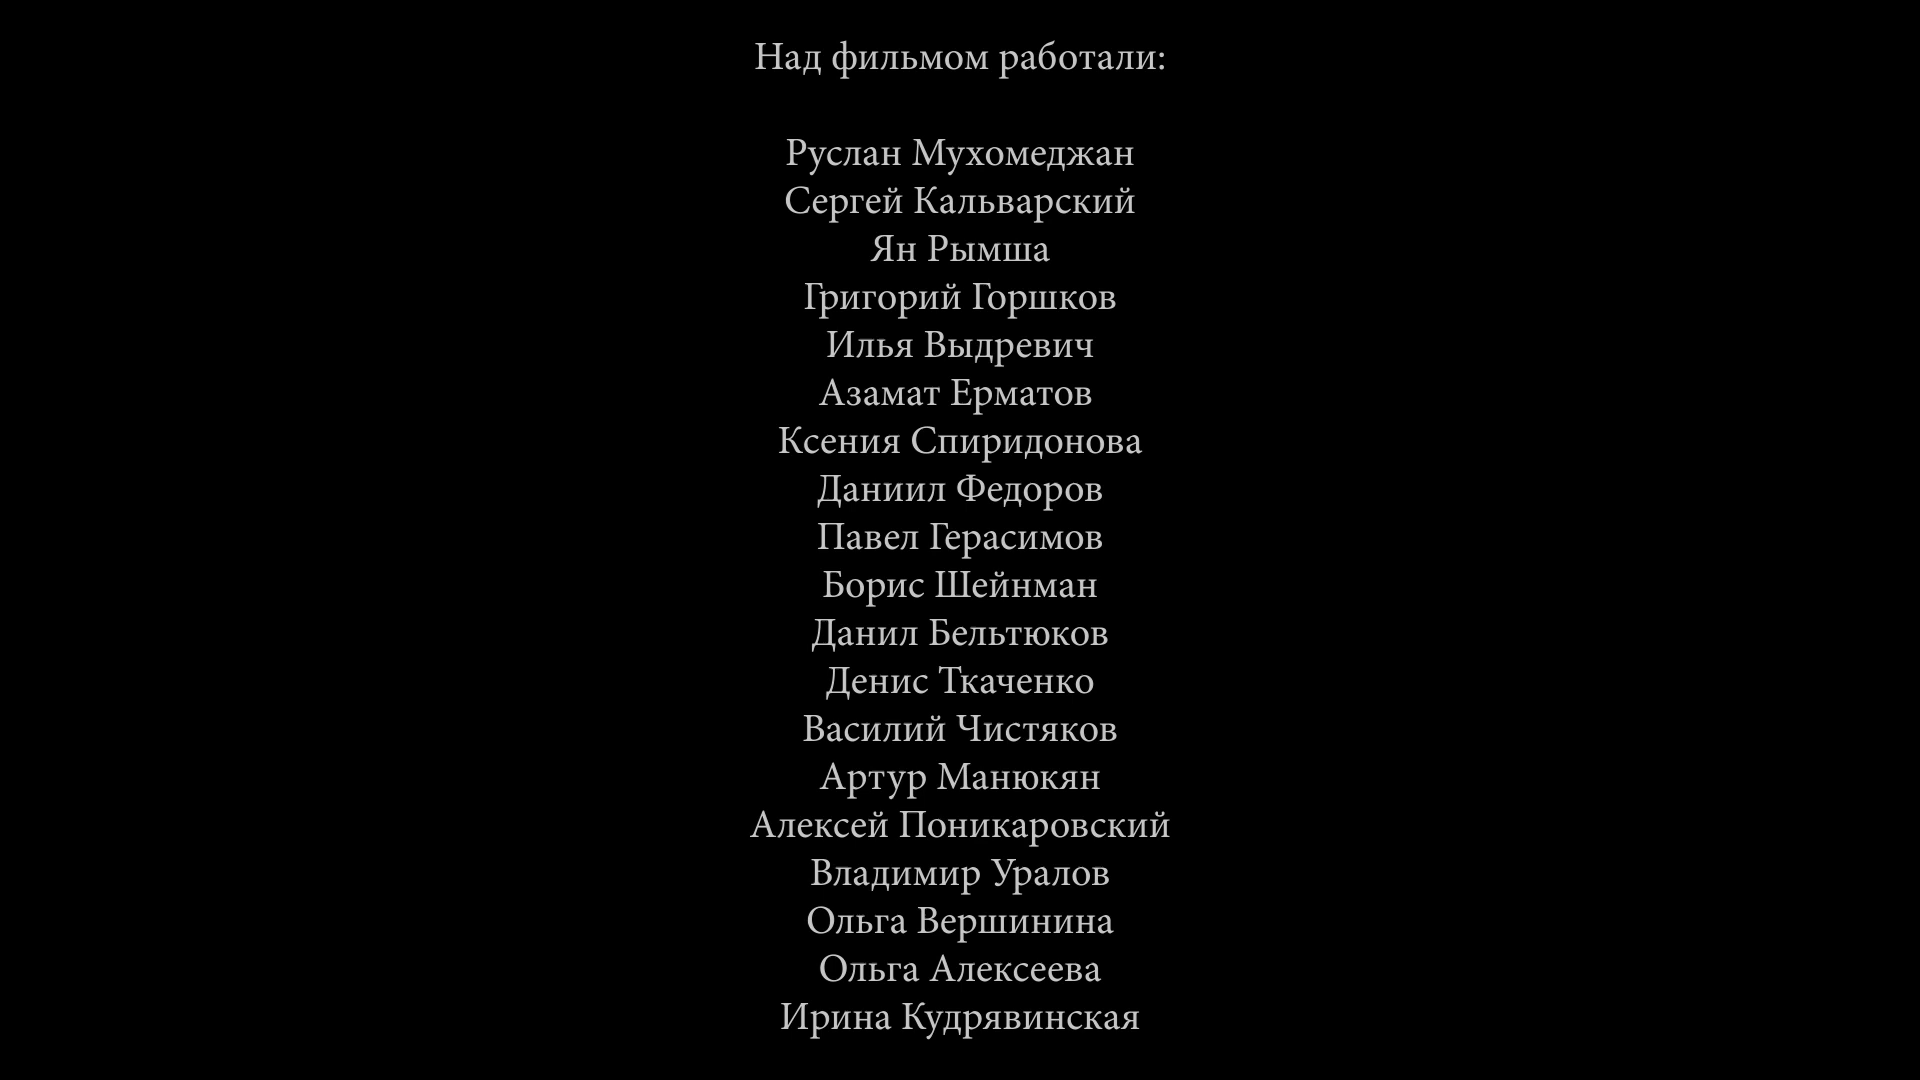 Над фильмом работали:
Руслан Мухомеджан
Сергей Кальварский
Ян Рымша
Григорий Горшков
Илья Выдревич
Азамат Ерматов
Ксения Спиридонова
Даниил Федоров
Павел Герасимов
Борис Шейнман
Данил Бельтюков
Денис Ткаченко
Василий Чистяков
Артур Манюкян
Алексей Поникаровский
Владимир Уралов
Ольга Вершинина
Ольга Алексеева
Ирина Кудрявинская